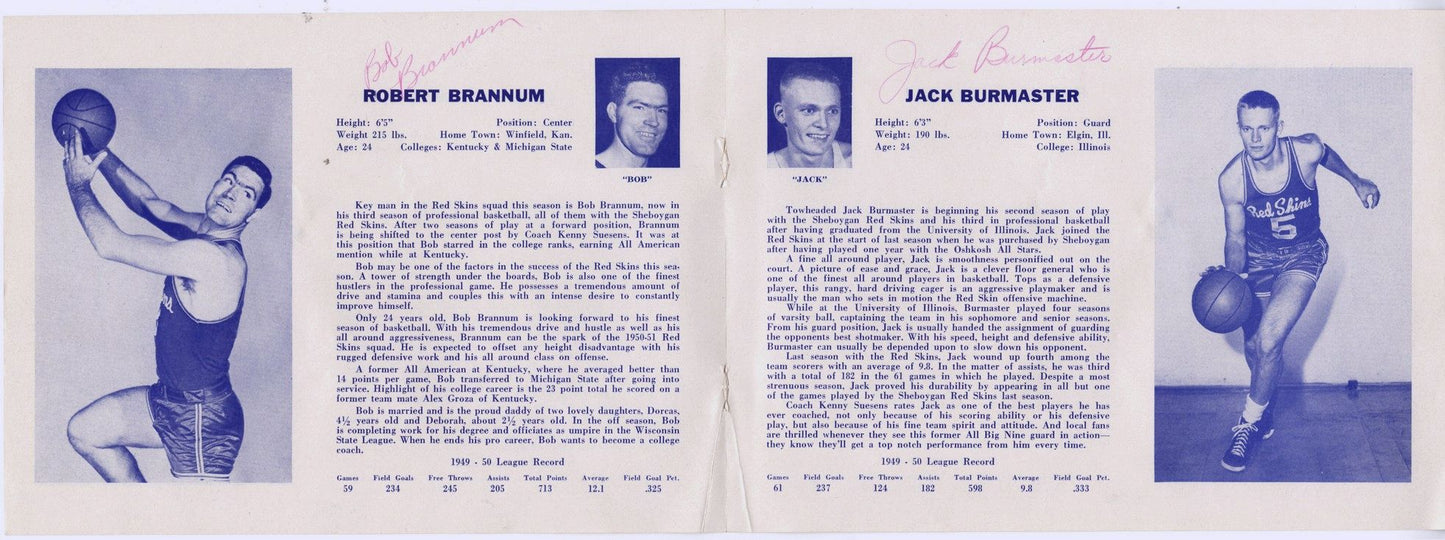 Bob
Brannum
ROBERT BRANNUM
Height: 6'5" Position: Center
Weight 215 lbs. Home Town: Winfield, Kan.
Age: 24 Colleges: Kentucky & Michigan State
"BOB"
Key man in the Red Skins squad this season is Bob Brannum, now in
his third season of professional basketball, all of them with the Sheboygan
Red Skins. After two seasons of play at a forward position, Brannum
is being shifted to the center post by Coach Kenny Suesens. It was at
this position that Bob starred in the college ranks, earning All American
mention while at Kentucky.
Bob may be one of the factors in the success of the Red Skins this sea-
son. A tower of strength under the boards, Bob is also one of the finest
hustlers in the professional game. He possesses a tremendous amount of
drive and stamina and couples this with an intense desire to constantly
improve himself.
Only 24 years old, Bob Brannum is looking forward to his finest
season of basketball. With his tremendous drive and hustle as well as his
all around aggressiveness, Brannum can be the spark of the 1950-51 Red
Skins squad. He is expected to offset any height disadvantage with his
rugged defensive work and his all around class on offense.
A former All American at Kentucky, where he averaged better than
14 points per game, Bob transferred to Michigan State after going into
service. Highlight of his college career is the 23 point total he scored on a
former team mate Alex Groza of Kentucky.
Bob is married and is the proud daddy of two lovely daughters, Dorcas,
4½ years old and Deborah, about 2½ years old. In the off season, Bob
is completing work for his degree and officiates as umpire in the Wisconsin
State League. When he ends his pro career, Bob wants to become a college
coach.
1949 - 50 League Record
Games Field Goals Free Throws Assists Total Points Average Field Goal Pct.
59 234 245 205 713 12.1 .325
Jack Burmaster
JACK BURMASTER
Height: 6'3" Position: Guard
Weight: 190 lbs. Home Town: Elgin, Ill.
Age: 24 College: Illinois
"JACK"
Towheaded Jack Burmaster is beginning his second season of play
with the Sheboygan Red Skins and his third in professional basketball
after having graduated from the University of Illinois. Jack joined the
Red Skins at the start of last season when he was purchased by Sheboygan
after having played one year with the Oshkosh All Stars.
A fine all around player, Jack is smoothness personified out on the
court. A picture of ease and grace, Jack is a clever floor general who is
one of the finest all around players in basketball. Tops as a defensive
player, this rangy, hard driving cager is an aggressive playmaker and is
usually the man who sets in motion the Red Skin offensive machine.
While at the University of Illinois, Burmaster played four seasons
of varsity ball, captaining the team in his sophomore and senior seasons.
From his guard position, Jack is usually handed the assignment of guarding
the opponents best shotmaker. With his speed, height and defensive ability,
Burmaster can usually be depended upon to slow down his opponent.
Last season with the Red Skins, Jack wound up fourth among the
team scorers with an average of 9.8. In the matter of assists, he was third
with a total of 182 in the 61 games in which he played. Despite a most
strenuous season, Jack proved his durability by appearing in all but one
of the games played by the Sheboygan Red Skins last season.
Coach Kenny Suesens rates Jack as one of the best players he has
ever coached, not only because of his scoring ability or his defensive
play, but also because of his fine team spirit and attitude. And local fans
are thrilled whenever they see this former All Big Nine guard in action—
they know they'll get a top notch performance from him every time.
1949 - 50 League Record
Games Field Goals Free Throws Assists Total Points Average Field Goal Pct.
61 237 124 182 598 9.8 .333
Red Skins
5